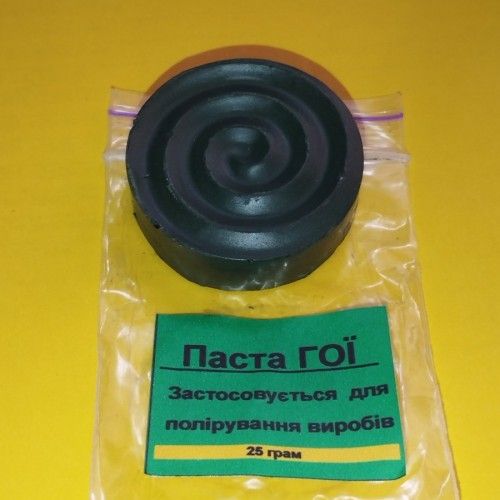 Паста ГОЇ
Застосовується для
полірування виробів
25 грам